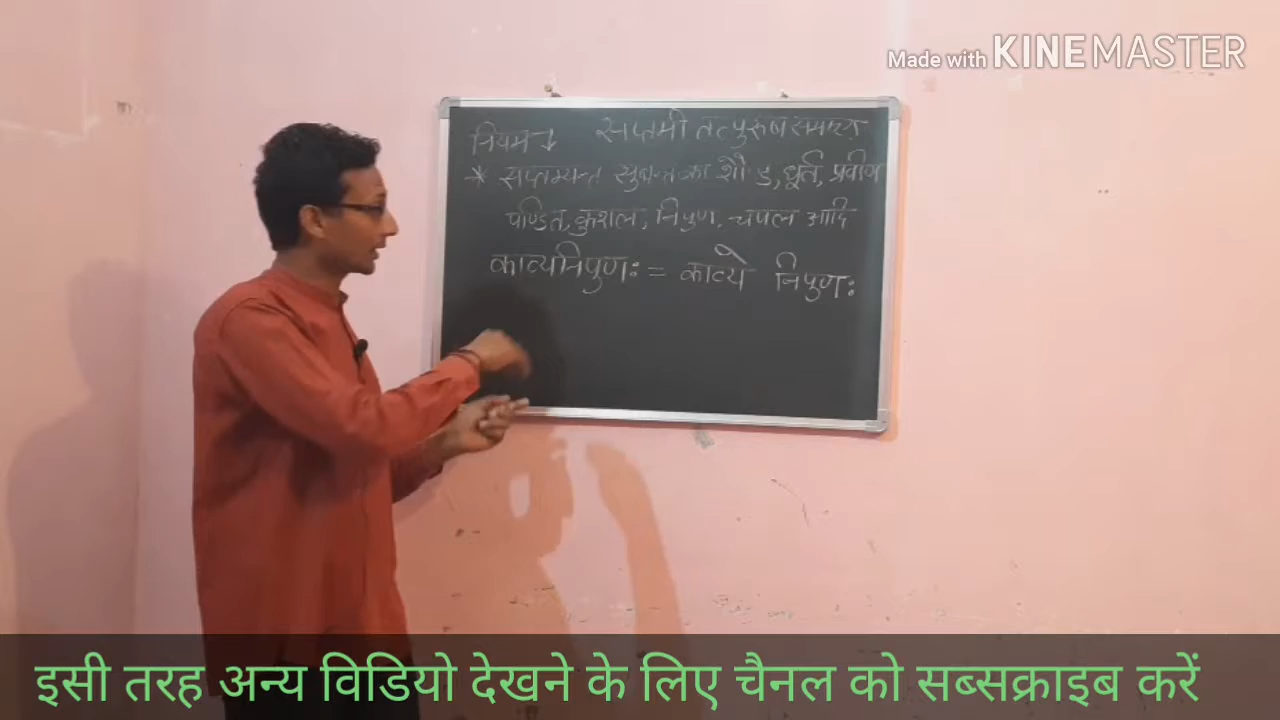 Made with KINEMASTER
नियम↓ सप्तमी तत्पुरुष समास
* सप्तम्यन्त सुबन्त का शौण्ड, धूर्त, प्रवीण
पण्डित, कुशल, निपुण, चपल आदि
काव्यनिपुणः = काव्ये निपुणः
इसी तरह अन्य विडियो देखने के लिए चैनल को सब्सक्राइब करें